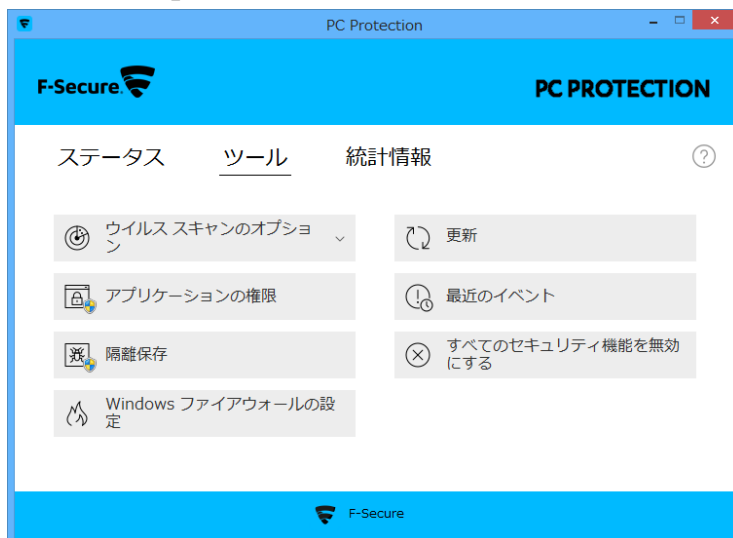 PC Protection
F-Secure.
PC PROTECTION
ステータス ツール 統計情報 ?
ウイルス スキャンのオプショ
ン
更新
アプリケーションの権限
最近のイベント
隔離保存
すべてのセキュリティ機能を無効
にする
Windows ファイアウォールの設
定
F-Secure